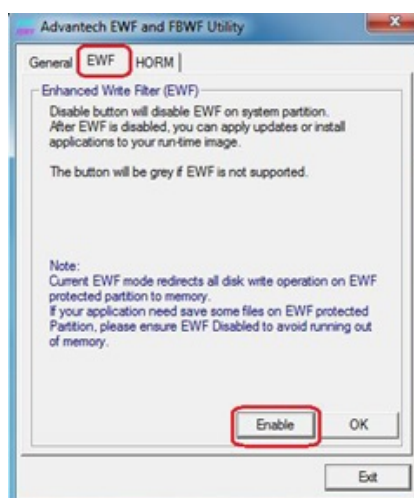 Advantech EWF and FBWF Utility
General EWF HORM
Enhanced Write Filter (EWF)
Disable button will disable EWF on system partition.
After EWF is disabled, you can apply updates or install
applications to your run-time image.
The button will be grey if EWF is not supported.
Note:
Current EWF mode redirects all disk write operation on EWF
protected partition to memory.
If your application need save some files on EWF protected
Partition, please ensure EWF Disabled to avoid running out
of memory.
Enable OK
Exit